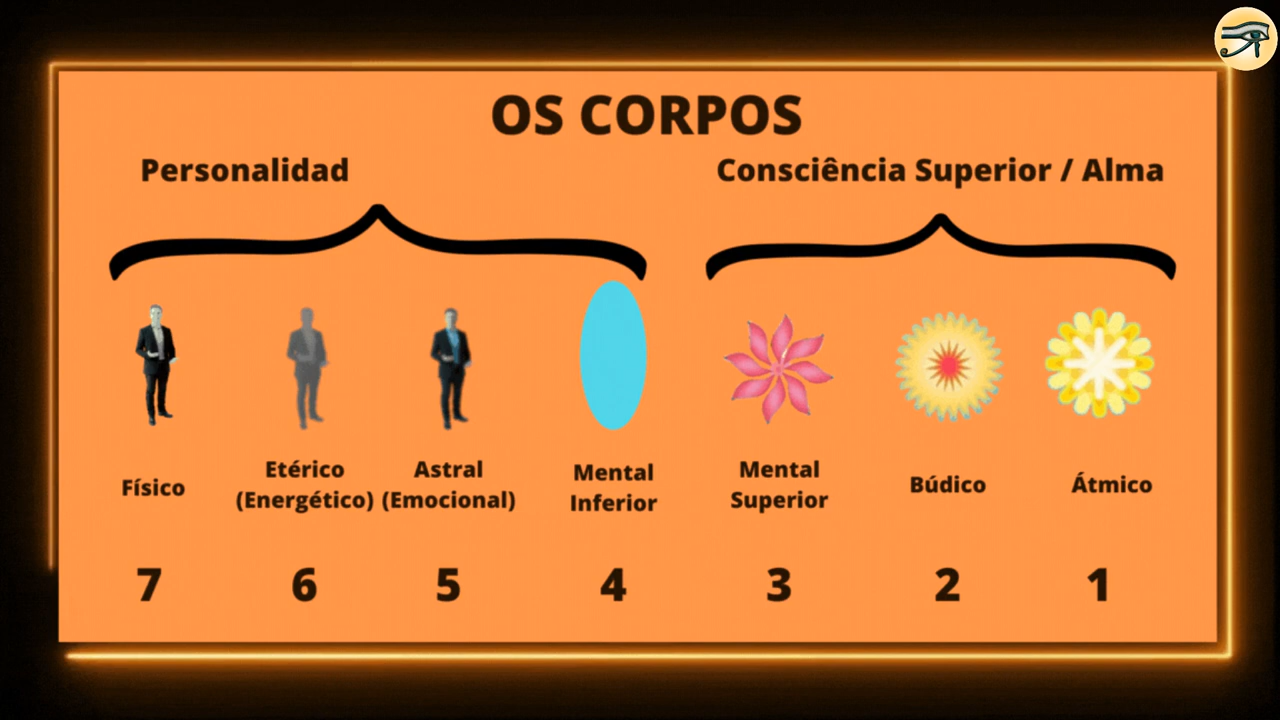 OS CORPOS
Personalidad
Consciência Superior / Alma
Físico
Etérico
(Energético)
Astral
(Emocional)
Mental
Inferior
Mental
Superior
Búdico
Átmico
7
6
5
4
3
2
1